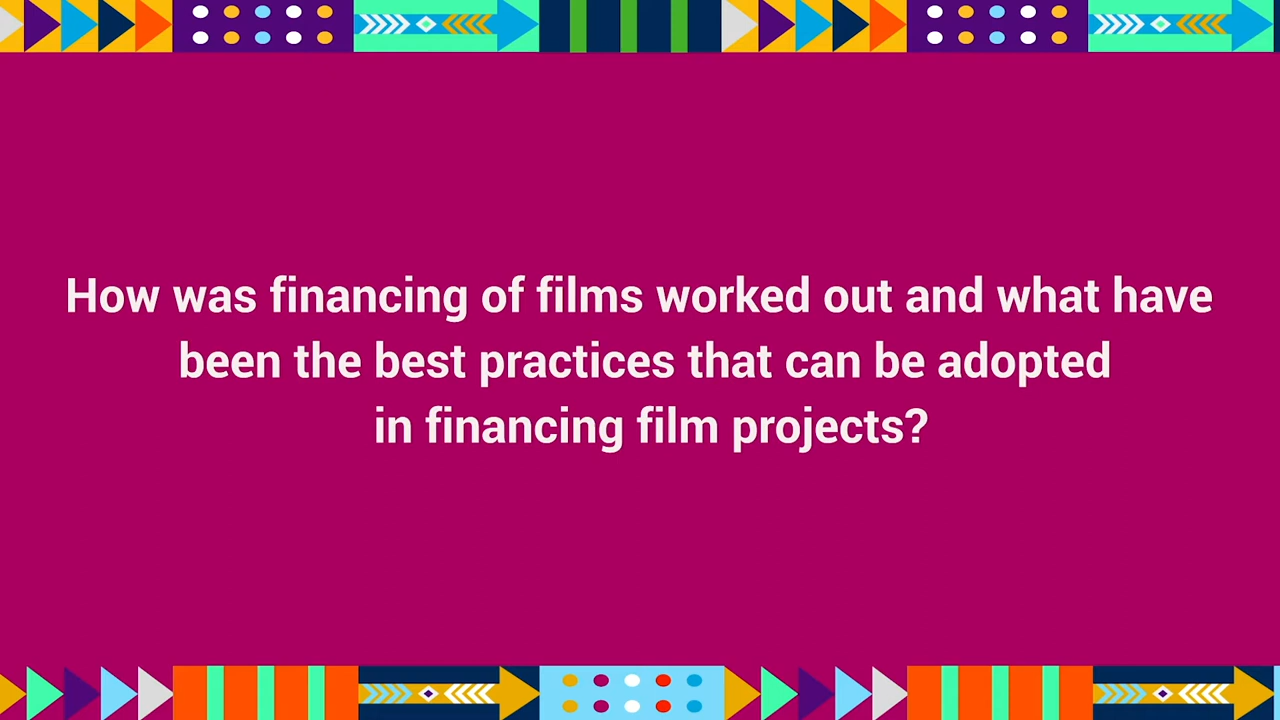 How was financing of films worked out and what have
been the best practices that can be adopted
in financing film projects?